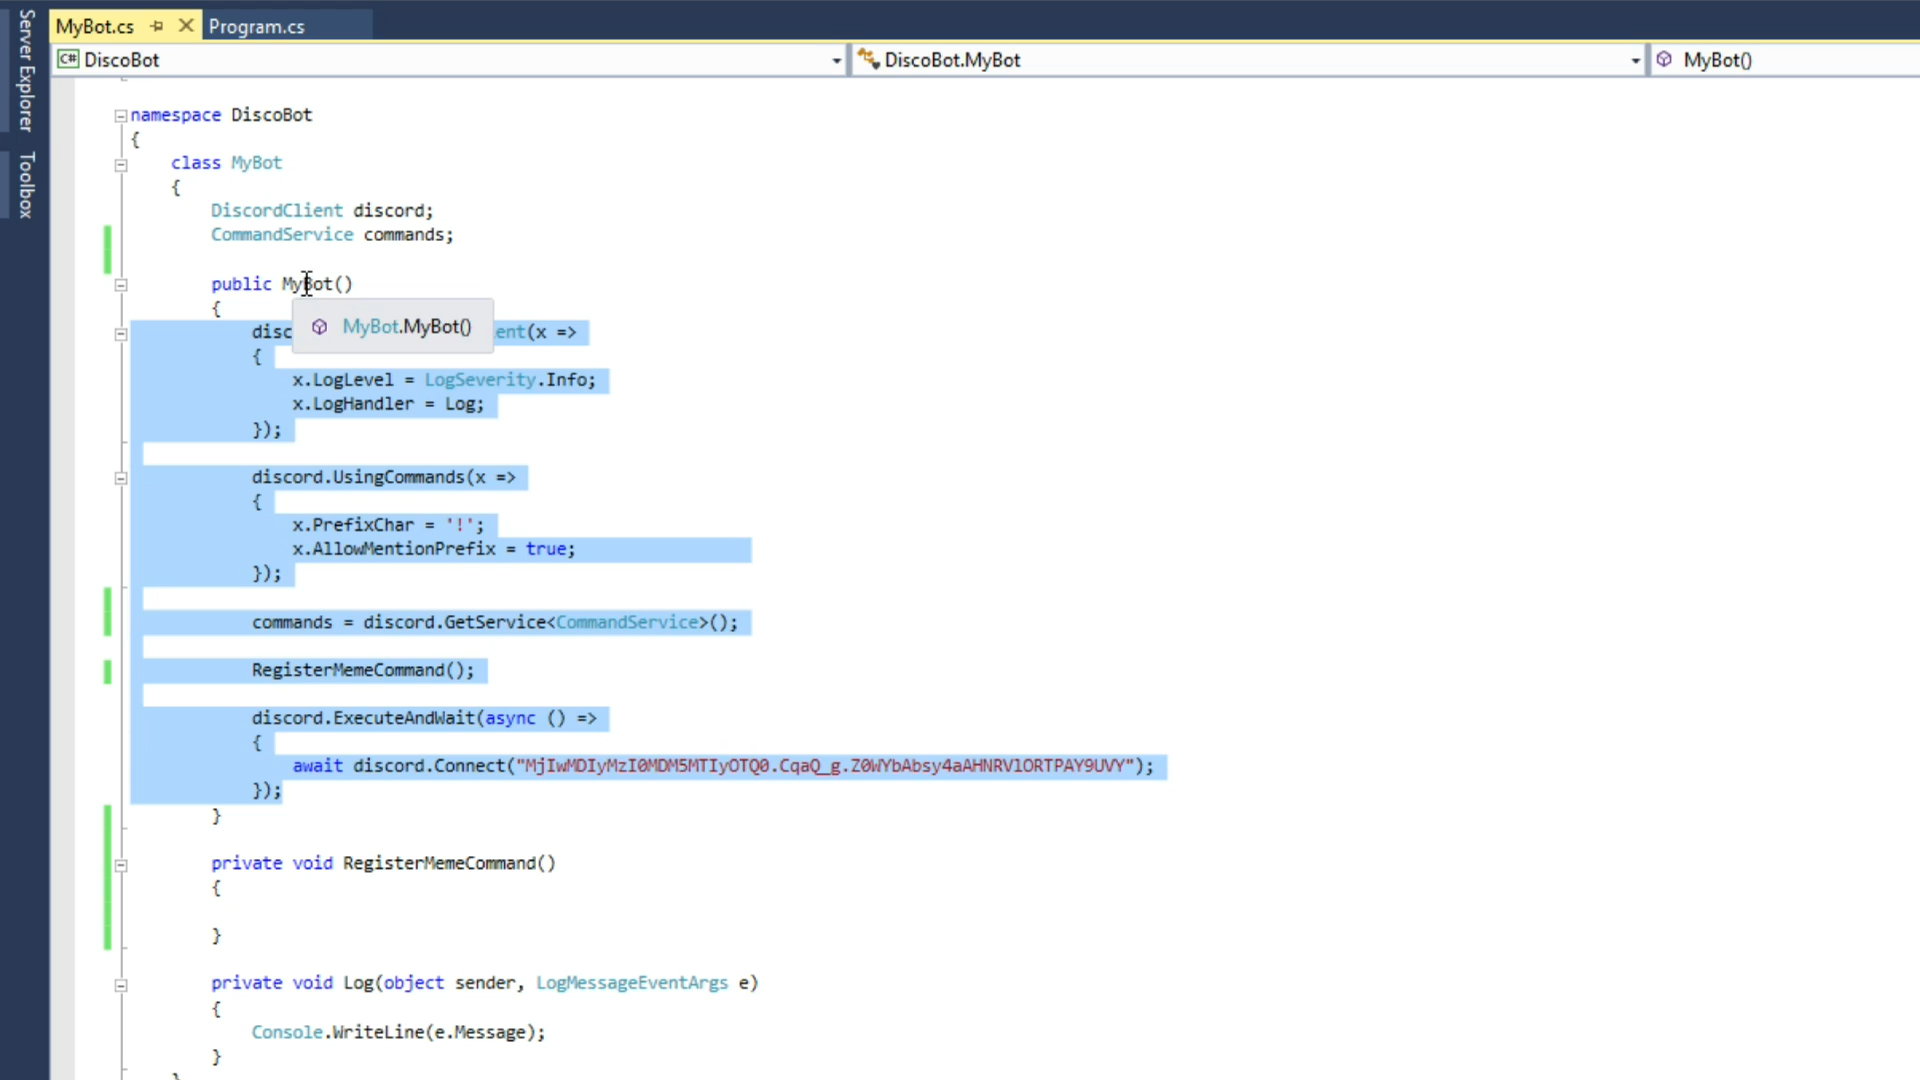 Server Explorer
Toolbox
MyBot.cs
Program.cs
C# DiscoBot
DiscoBot.MyBot
MyBot()
namespace DiscoBot
{
class MyBot
{
DiscordClient discord;
CommandService commands;
public MyBot()
{
disc
MyBot.MyBot()
ent(x =>
{
x.LogLevel = LogSeverity.Info;
x.LogHandler = Log;
});
discord.UsingCommands(x =>
{
x.PrefixChar = '!';
x.AllowMentionPrefix = true;
});
commands = discord.GetService<CommandService>();
RegisterMemeCommand();
discord.ExecuteAndWait(async () =>
{
await discord.Connect("MjIwMDIyMzI0MDM5MTIyOTQ0.CqaQ_g.Z0WYbAbsy4aAHNRVlORTPAY9UVY");
});
}
private void RegisterMemeCommand()
{
}
private void Log(object sender, LogMessageEventArgs e)
{
Console.WriteLine(e.Message);
}